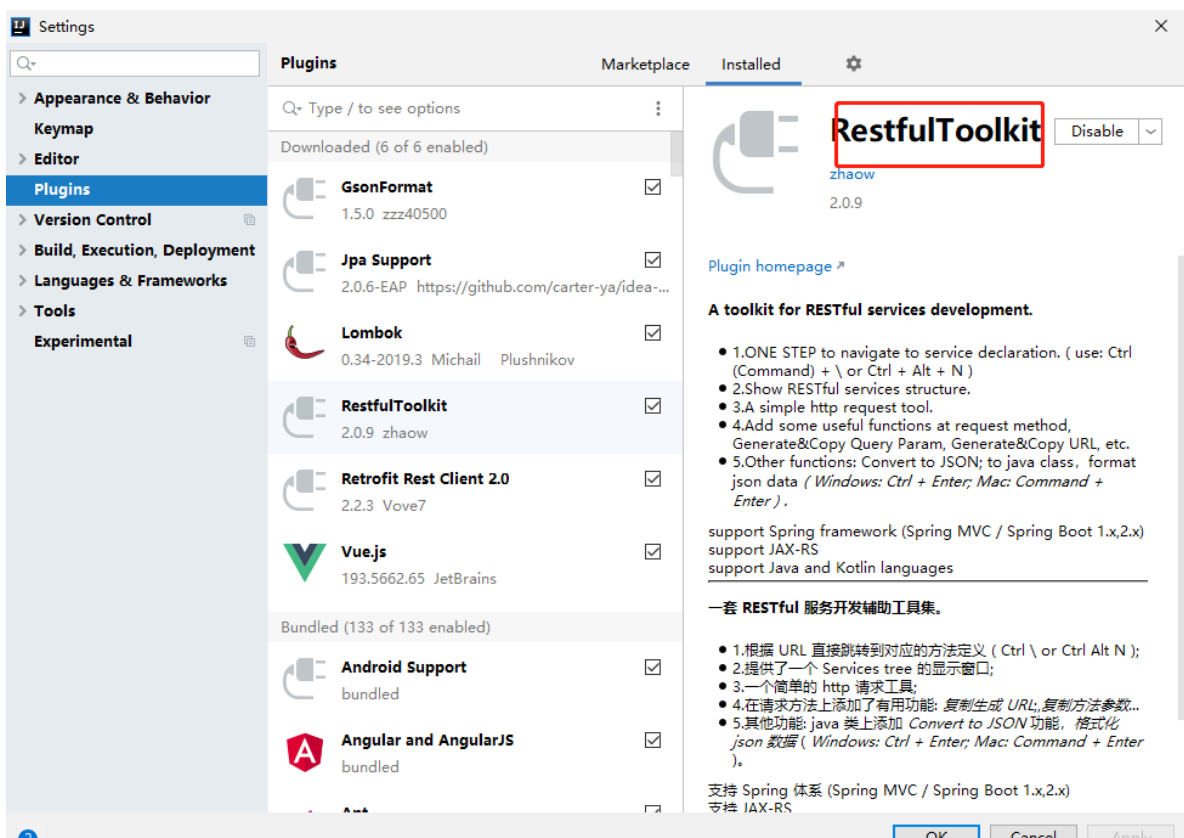 Settings
Plugins
Marketplace
Installed
Appearance & Behavior
Keymap
Editor
Plugins
Version Control
Build, Execution, Deployment
Languages & Frameworks
Tools
Experimental
Type / to see options
Downloaded (6 of 6 enabled)
GsonFormat
1.5.0 zzz40500
Jpa Support
2.0.6-EAP https://github.com/carter-ya/idea-...
Lombok
0.34-2019.3 Michail Plushnikov
RestfulToolkit
2.0.9 zhaow
Retrofit Rest Client 2.0
2.2.3 Vove7
Vue.js
193.5662.65 JetBrains
Bundled (133 of 133 enabled)
Android Support
bundled
Angular and AngularJS
bundled
Ant
RestfulToolkit
Disable
zhaow
2.0.9
Plugin homepage
A toolkit for RESTful services development.
1.ONE STEP to navigate to service declaration. ( use: Ctrl
(Command) + \ or Ctrl + Alt + N )
2.Show RESTful services structure.
3.A simple http request tool.
4.Add some useful functions at request method,
Generate&Copy Query Param, Generate&Copy URL, etc.
5.Other functions: Convert to JSON; to java class，format
json data ( Windows: Ctrl + Enter; Mac: Command +
Enter ) .
support Spring framework (Spring MVC / Spring Boot 1.x,2.x)
support JAX-RS
support Java and Kotlin languages
一套 RESTful 服务开发辅助工具集。
1.根据 URL 直接跳转到对应的方法定义 ( Ctrl \ or Ctrl Alt N );
2.提供了一个 Services tree 的显示窗口;
3.一个简单的 http 请求工具;
4.在请求方法上添加了有用功能: 复制生成 URL;,复制方法参数...
5.其他功能: java 类上添加 Convert to JSON 功能，格式化
json 数据 ( Windows: Ctrl + Enter; Mac: Command + Enter
)。
支持 Spring 体系 (Spring MVC / Spring Boot 1.x,2.x)
支持 JAX-RS
OK
Cancel
Apply